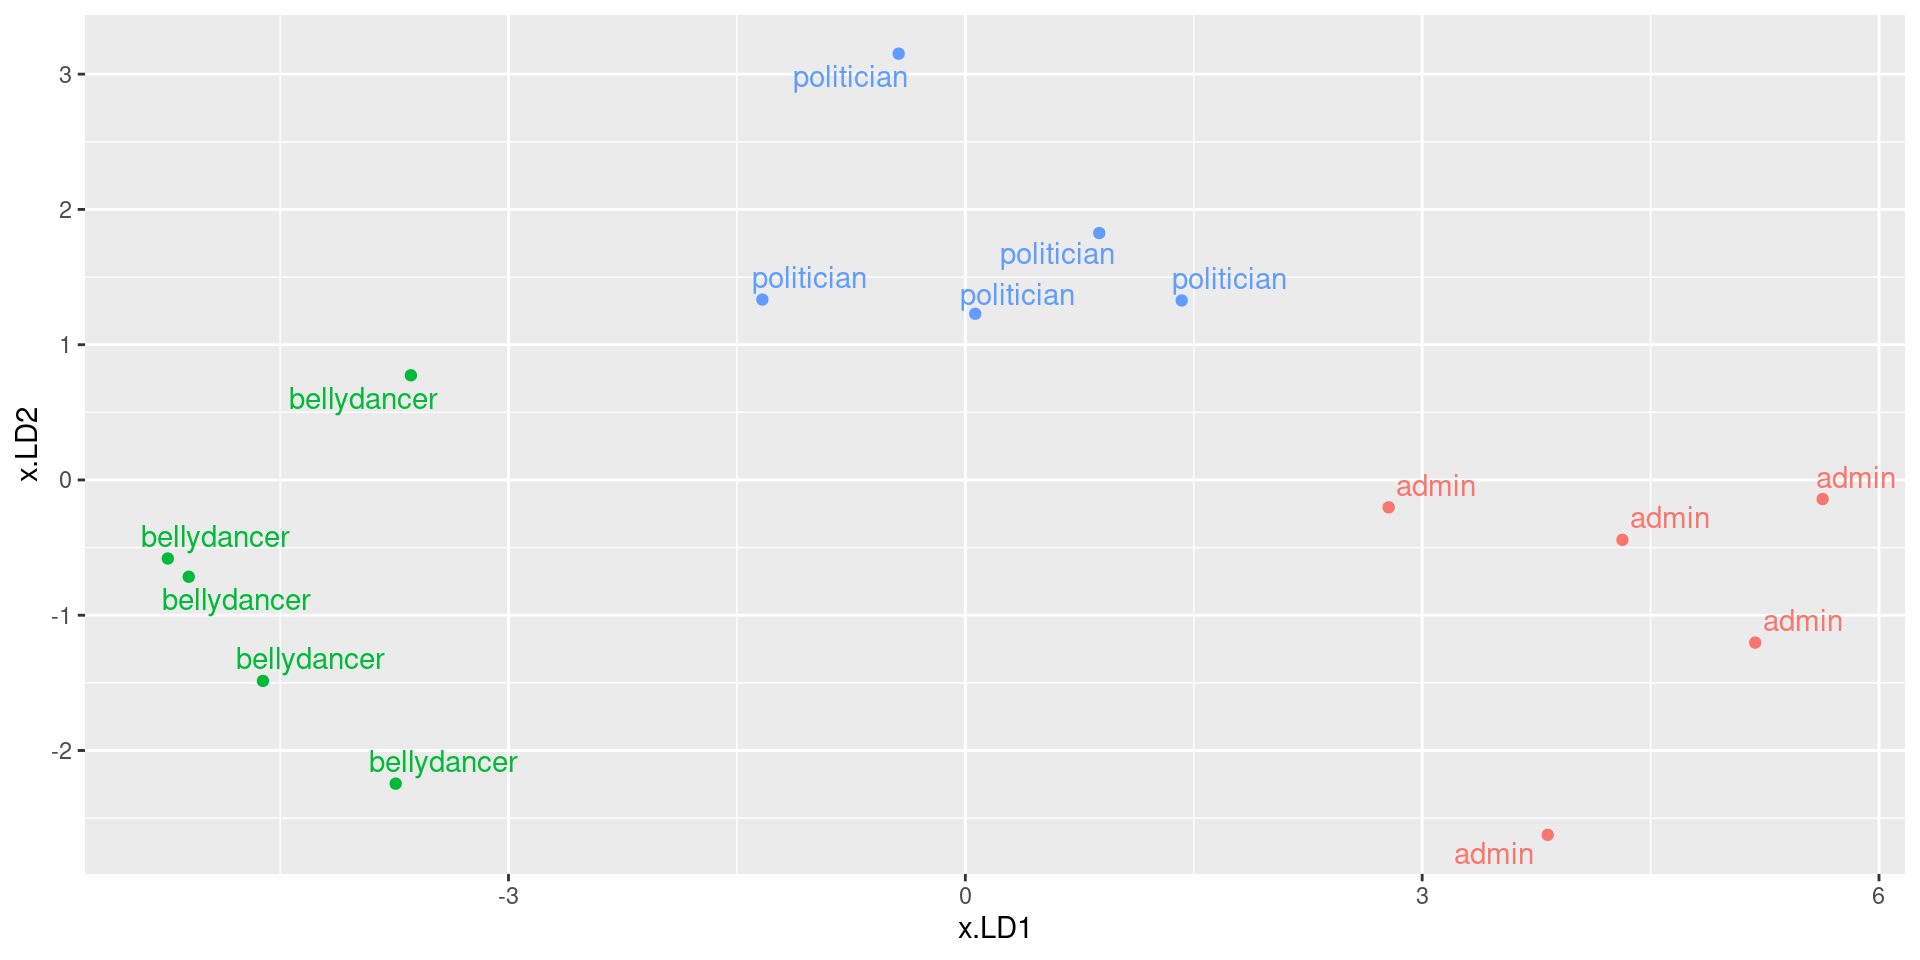 3
politician
2
politician
politician
politician
politician
1
bellydancer
x.LD2
0
admin
admin
admin
bellydancer
bellydancer
-1
admin
bellydancer
-2
bellydancer
admin
-3 0 3 6
x.LD1